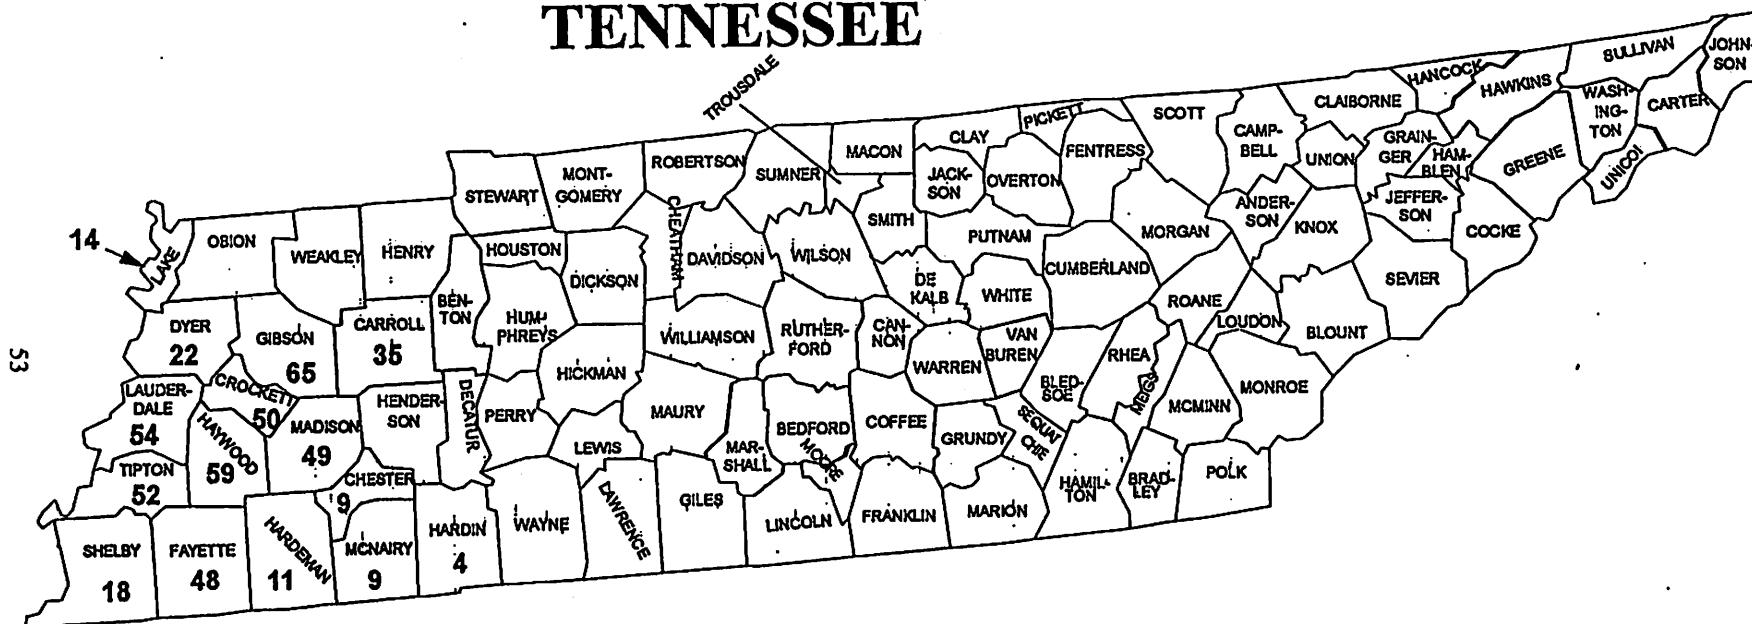 TENNESSEE
TROUSDALE
SULLIVAN
JOHN-
SON
HANCOCK
HAWKINS
CLAIBORNE
WASH-
ING-
TON
CARTER
UNICOI
GREENE
GRAIN-
GER
HAM-
BLEN
JEFFER-
SON
COCKE
SCOTT
CAMP-
BELL
UNION
ANDER-
SON
KNOX
SEVIER
PICKETT
CLAY
FENTRESS
MACON
JACK-
SON
OVERTON
MORGAN
ROBERTSON
SUMNER
SMITH
PUTNAM
CUMBERLAND
MONT-
GOMERY
STEWART
CHEATHAM
DAVIDSON
WILSON
DE
KALB
WHITE
ROANE
LOUDON
BLOUNT
14
LAKE
OBION
WEAKLEY
HENRY
HOUSTON
DICKSON
BEN-
TON
HUM-
PHREYS
WILLIAMSON
RUTHER-
FORD
CAN-
NON
WARREN
VAN
BUREN
BLED-
SOE
RHEA
MEIGS
MCMINN
MONROE
53
DYER
22
GIBSON
65
CARROLL
35
HICKMAN
LAUDER-
DALE
54
CROCKETT
50
HAYWOOD
59
MADISON
49
HENDER-
SON
DECATUR
PERRY
LEWIS
MAURY
MAR-
SHALL
BEDFORD
MOORE
COFFEE
GRUNDY
SEQUAT
CHIE
TIPTON
52
CHESTER
9
HAMIL-
TON
BRAD-
LEY
POLK
SHELBY
18
FAYETTE
48
HARDEMAN
11
MCNAIRY
9
HARDIN
4
WAYNE
LAWRENCE
GILES
LINCOLN
FRANKLIN
MARION